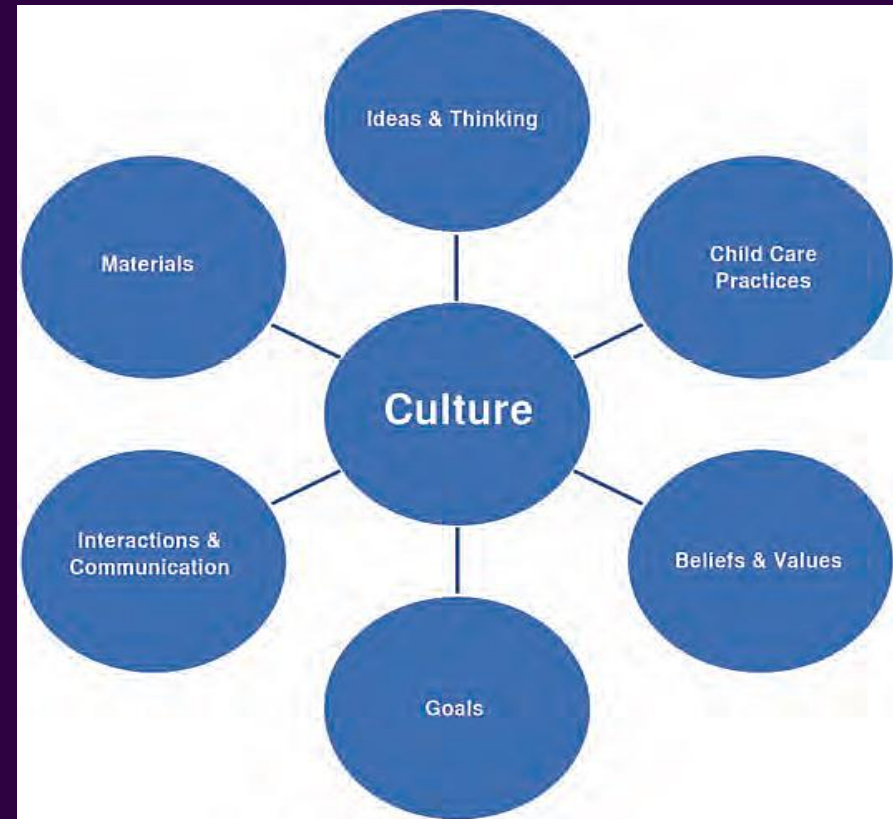 Ideas & Thinking
Child Care
Practices
Beliefs & Values
Goals
Interactions &
Communication
Materials
Culture